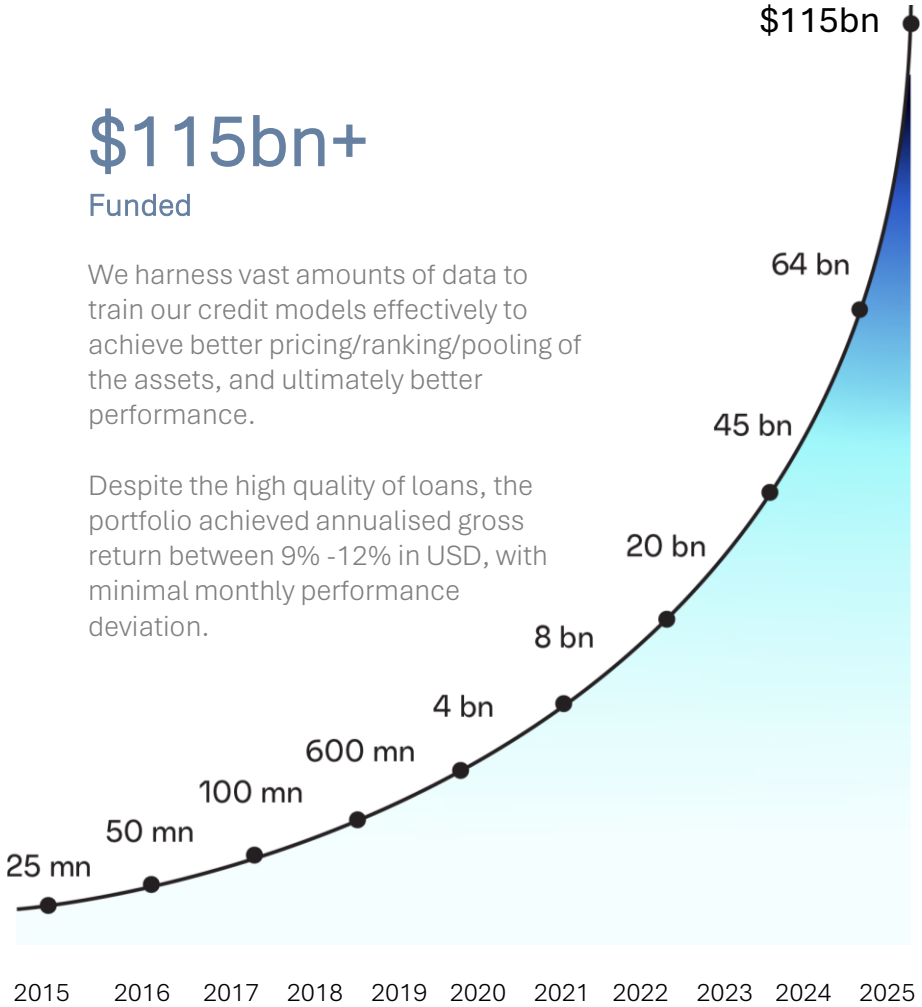 $115bn
$115bn+
Funded
We harness vast amounts of data to
train our credit models effectively to
achieve better pricing/ranking/pooling of
the assets, and ultimately better
performance.
Despite the high quality of loans, the
portfolio achieved annualised gross
return between 9% -12% in USD, with
minimal monthly performance
deviation.
64 bn
45 bn
20 bn
8 bn
4 bn
600 mn
100 mn
50 mn
25 mn
2015 2016 2017 2018 2019 2020 2021 2022 2023 2024 2025